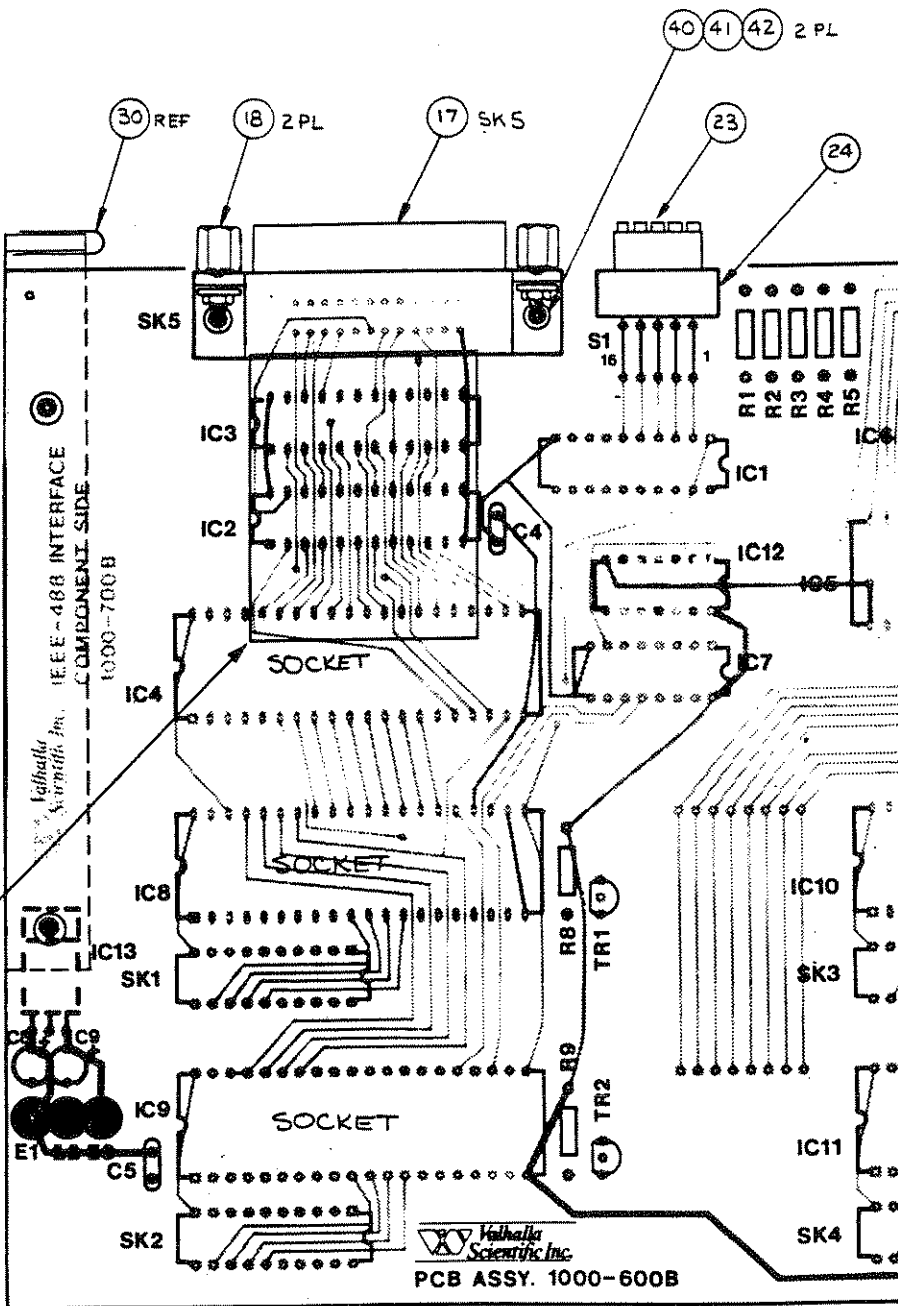 40 41 42 2 PL
30 REF
18 2 PL
17 SK5
23
24
SK5
S1
16
1
R1
R2
R3
R4
R5
IC3
IC1
IC6
IC2
C4
IC12
IC5
IEEE-488 INTERFACE
COMPONENT SIDE
1000-700B
SOCKET
IC7
IC4
Valhalla
Scientific Inc.
SOCKET
IC8
IC10
R8
TR1
IC13
SK1
SK3
C8
C9
R9
TR2
IC9
SOCKET
E1
C5
IC11
SK2
SK4
Valhalla
Scientific Inc.
PCB ASSY. 1000-600B